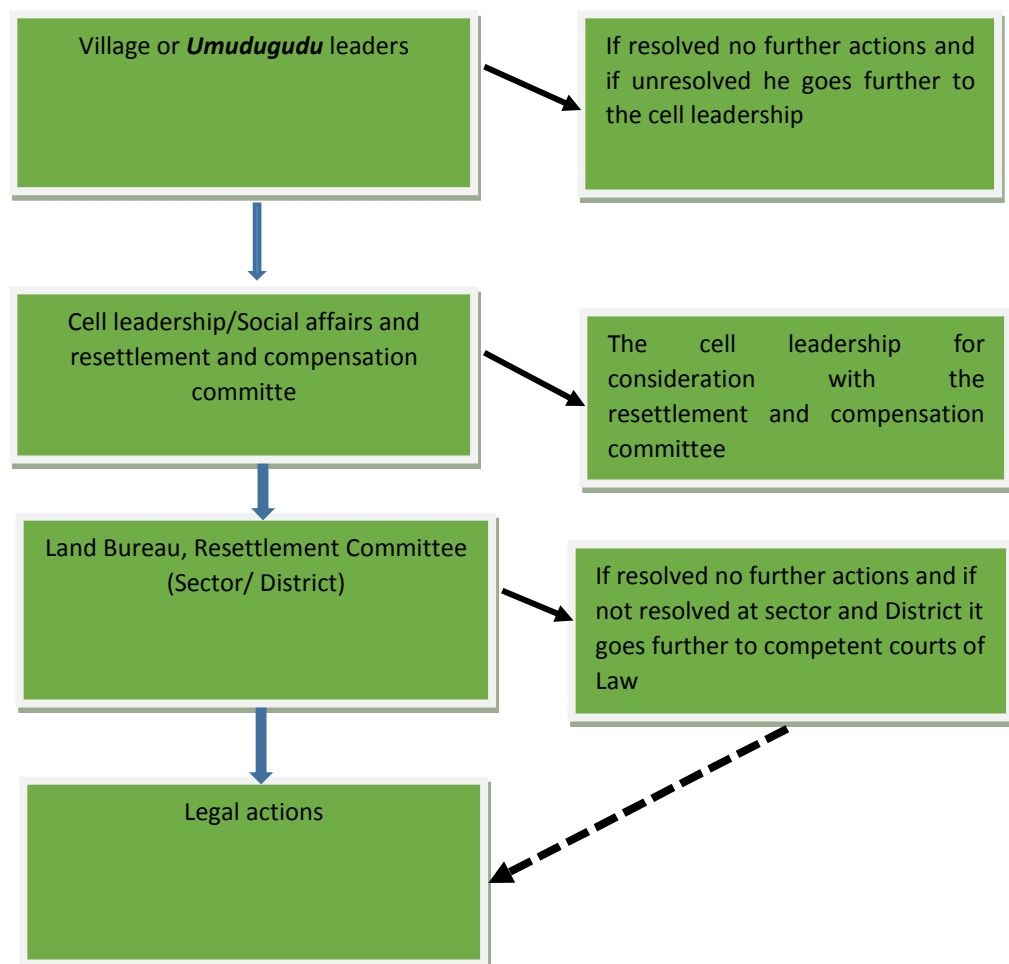 Village or Umudugudu leaders
If resolved no further actions and
if unresolved he goes further to
the cell leadership
Cell leadership/Social affairs and
resettlement and compensation
committe
The cell leadership for
consideration with the
resettlement and compensation
committee
Land Bureau, Resettlement Committee
(Sector/ District)
If resolved no further actions and if
not resolved at sector and District it
goes further to competent courts of
Law
Legal actions